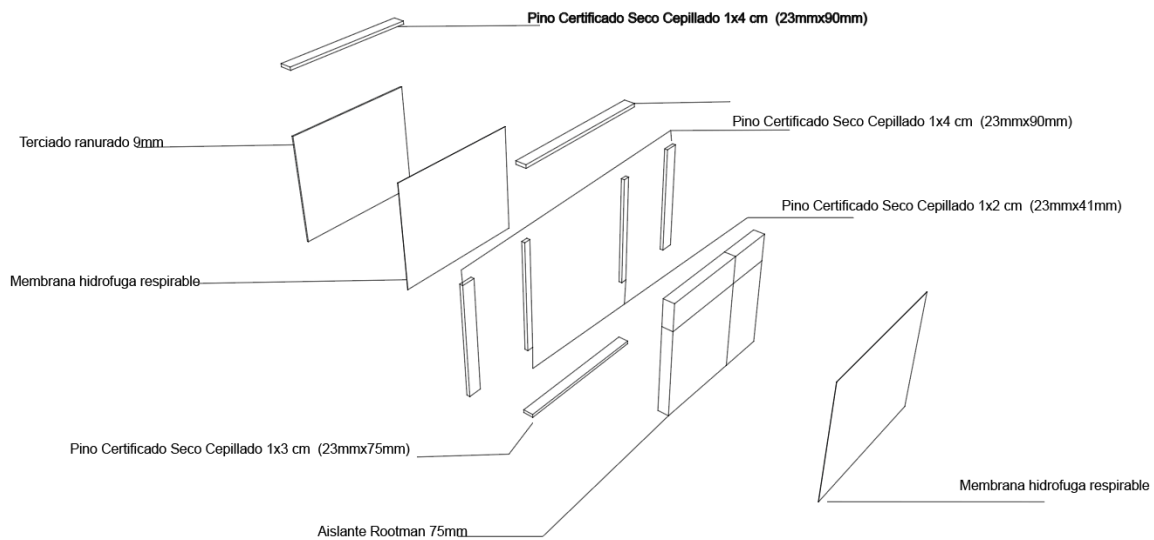 Pino Certificado Seco Cepillado 1x4 cm (23mmx90mm)
Pino Certificado Seco Cepillado 1x4 cm (23mmx90mm)
Terciado ranurado 9mm
Pino Certificado Seco Cepillado 1x2 cm (23mmx41mm)
Membrana hidrofuga respirable
Pino Certificado Seco Cepillado 1x3 cm (23mmx75mm)
Membrana hidrofuga respirable
Aislante Rootman 75mm